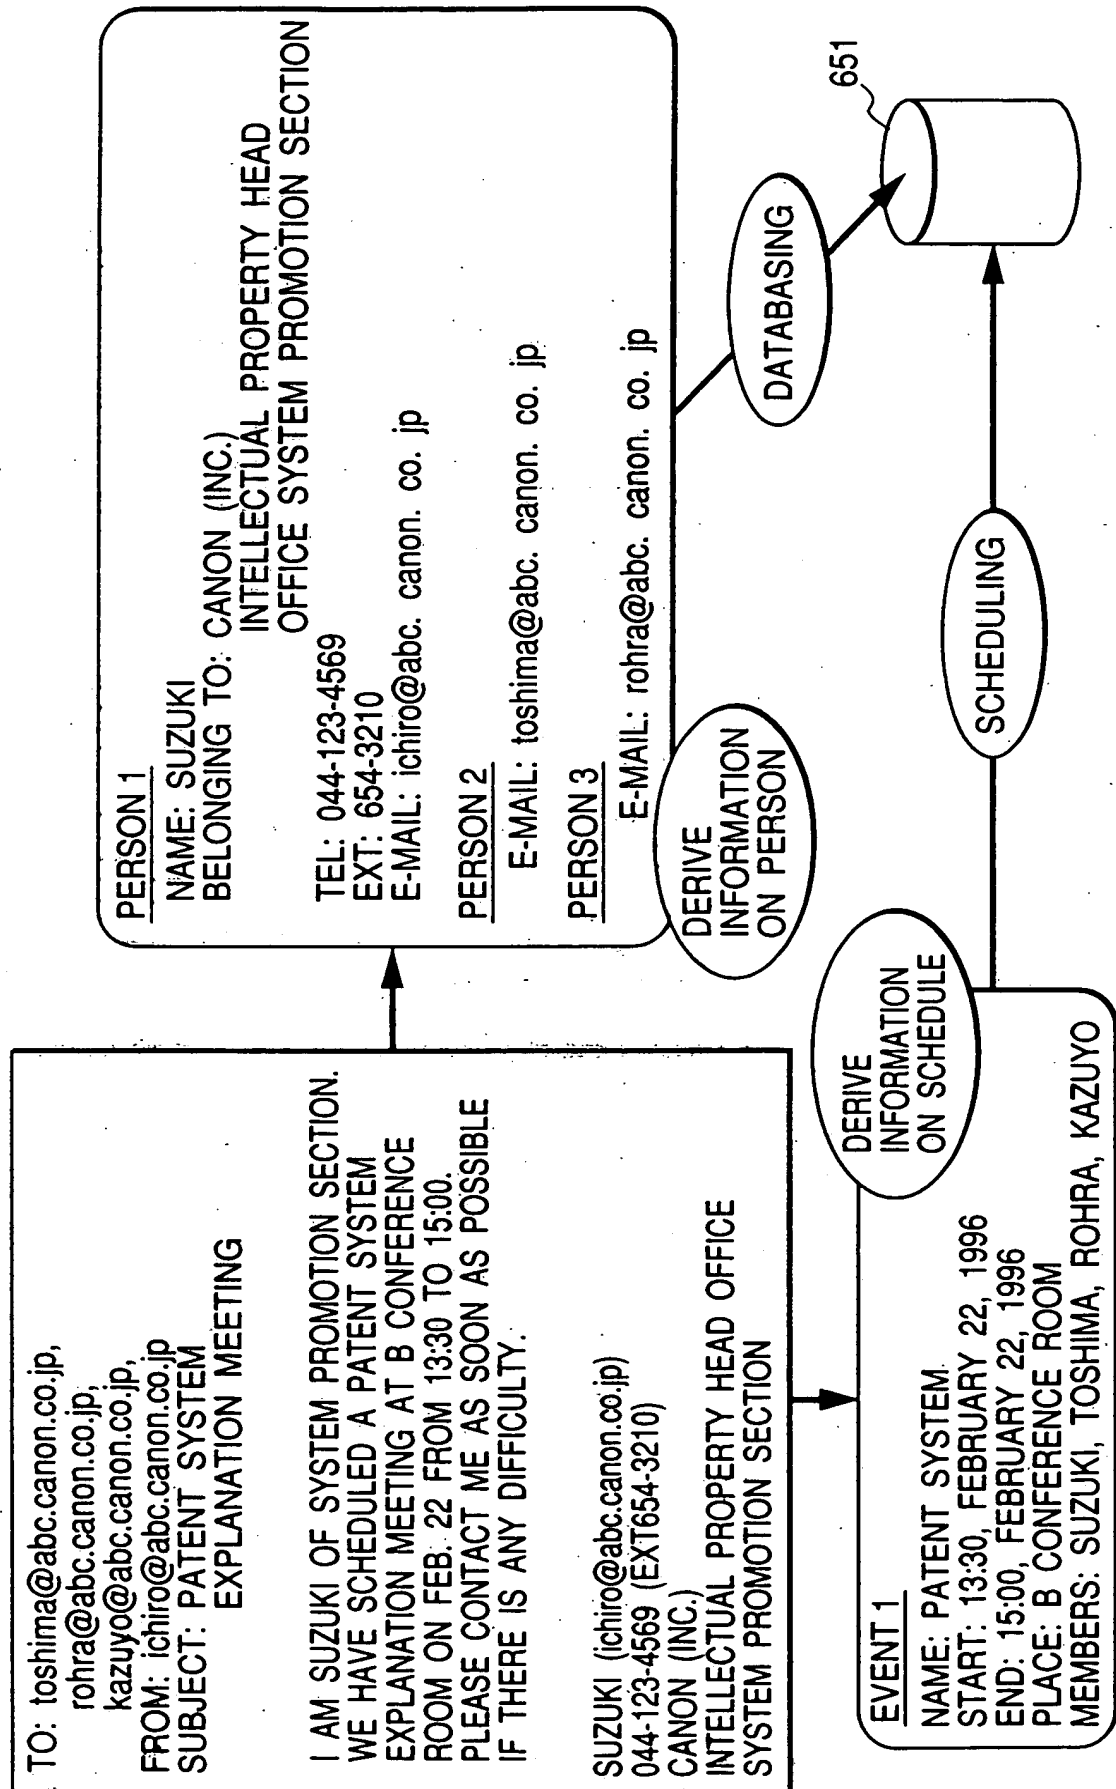 TO: toshima@abc.canon.co.jp,
rohra@abc.canon.co.jp,
kazuyo@abc.canon.co.jp,
FROM: ichiro@abc.canon.co.jp
SUBJECT: PATENT SYSTEM
EXPLANATION MEETING
I AM SUZUKI OF SYSTEM PROMOTION SECTION.
WE HAVE SCHEDULED A PATENT SYSTEM
EXPLANATION MEETING AT B CONFERENCE
ROOM ON FEB. 22 FROM 13:30 TO 15:00.
PLEASE CONTACT ME AS SOON AS POSSIBLE
IF THERE IS ANY DIFFICULTY.
SUZUKI (ichiro@abc.canon.co.jp)
044-123-4569 (EXT654-3210)
CANON (INC.)
INTELLECTUAL PROPERTY HEAD OFFICE
SYSTEM PROMOTION SECTION
PERSON 1
NAME: SUZUKI
BELONGING TO: CANON (INC.)
INTELLECTUAL PROPERTY HEAD
OFFICE SYSTEM PROMOTION SECTION
TEL: 044-123-4569
EXT: 654-3210
E-MAIL: ichiro@abc. canon. co. jp
PERSON 2
E-MAIL: toshima@abc. canon. co. jp
PERSON 3
E-MAIL: rohra@abc. canon. co. jp
DERIVE
INFORMATION
ON PERSON
DATABASING
651
EVENT 1
NAME: PATENT SYSTEM
START: 13:30, FEBRUARY 22, 1996
END: 15:00, FEBRUARY 22, 1996
PLACE: B CONFERENCE ROOM
MEMBERS: SUZUKI, TOSHIMA, ROHRA, KAZUYO
DERIVE
INFORMATION
ON SCHEDULE
SCHEDULING